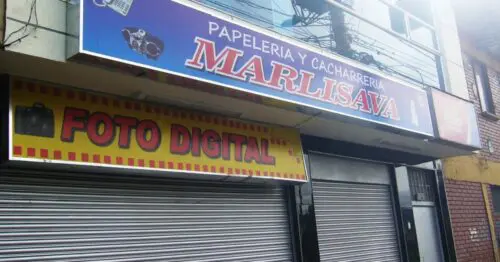 PAPELERIA Y CACHARRERIA
MARLISAVA
FOTO DIGITAL